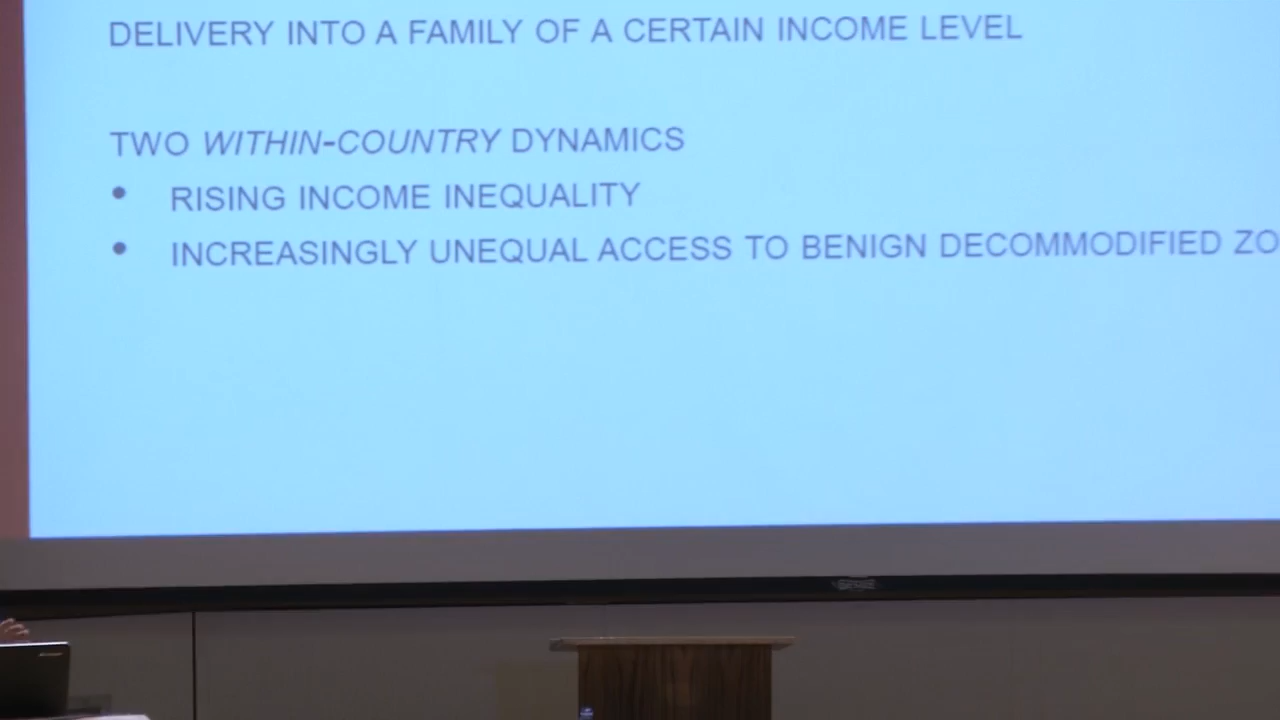 DELIVERY INTO A FAMILY OF A CERTAIN INCOME LEVEL
TWO WITHIN-COUNTRY DYNAMICS
• RISING INCOME INEQUALITY
• INCREASINGLY UNEQUAL ACCESS TO BENIGN DECOMMODIFIED ZO